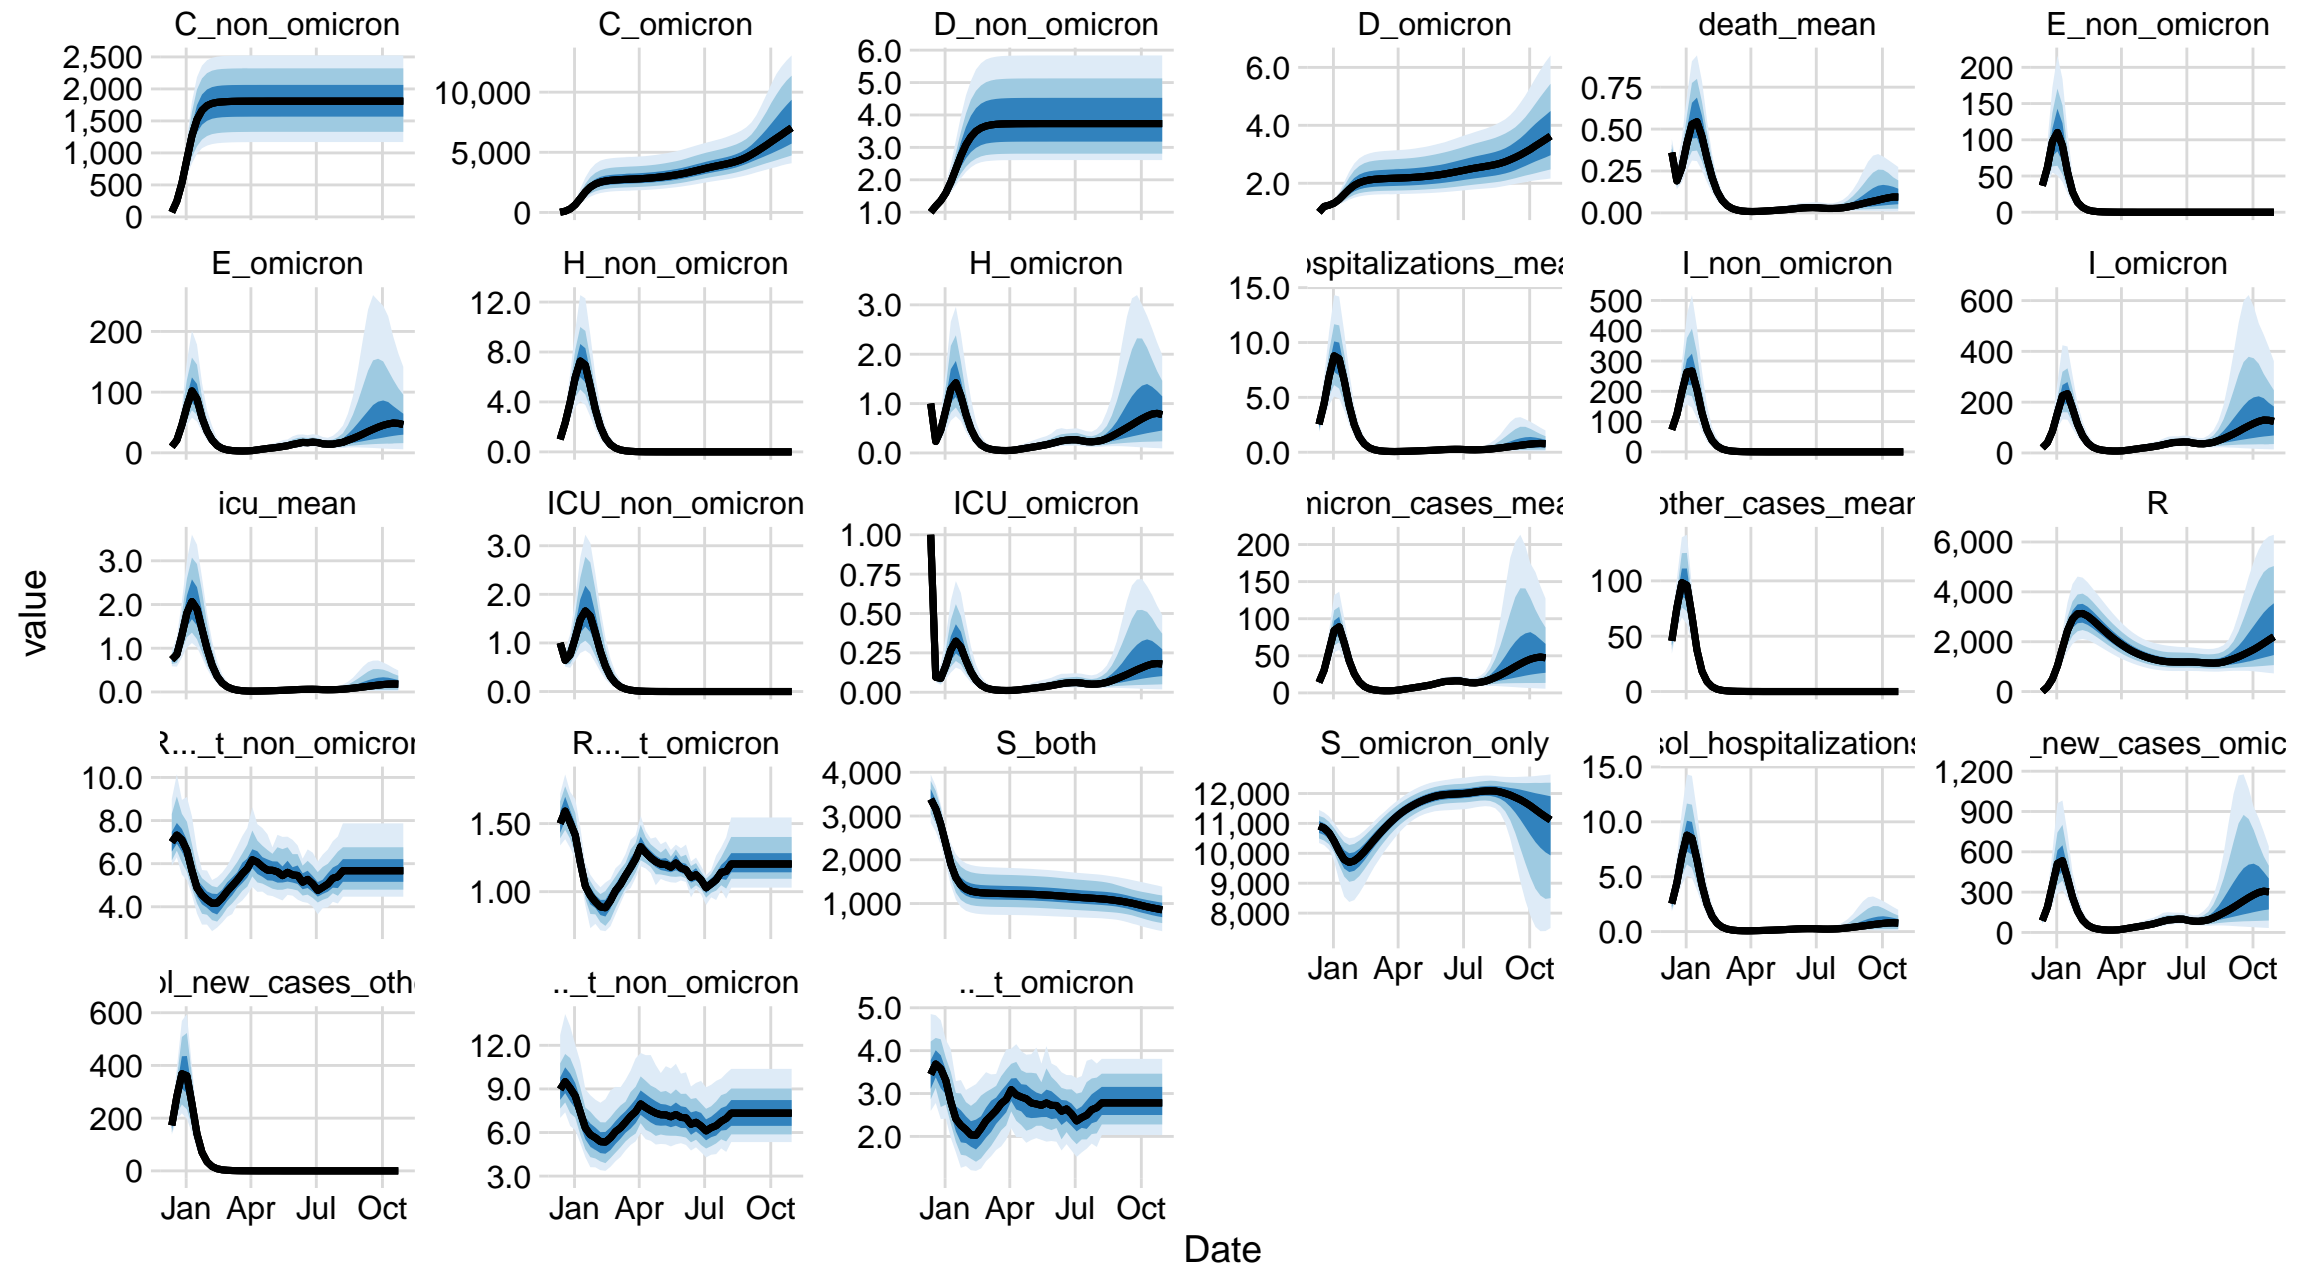 C_non_omicron C_omicron D_non_omicron D_omicron death_mean E_non_omicron
2,500 2,000 1,500 1,000 500 0
10,000 5,000 0
6.0 5.0 4.0 3.0 2.0 1.0
6.0 4.0 2.0
0.75 0.50 0.25 0.00
200 150 100 50 0
E_omicron H_non_omicron H_omicron ospitalizations_mea I_non_omicron I_omicron
200 100 0
12.0 8.0 4.0 0.0
3.0 2.0 1.0 0.0
15.0 10.0 5.0 0.0
500 400 300 200 100 0
600 400 200 0
icu_mean ICU_non_omicron ICU_omicron micron_cases_mea other_cases_mean R
3.0 2.0 1.0 0.0
3.0 2.0 1.0 0.0
1.00 0.75 0.50 0.25 0.00
200 150 100 50 0
100 50 0
6,000 4,000 2,000 0
R..._t_non_omicron R..._t_omicron S_both S_omicron_only sol_hospitalizations _new_cases_omic
10.0 8.0 6.0 4.0
1.50 1.00
4,000 3,000 2,000 1,000
12,000 11,000 10,000 9,000 8,000
15.0 10.0 5.0 0.0
1,200 900 600 300 0
Jan Apr Jul Oct
Jan Apr Jul Oct
Jan Apr Jul Oct
ol_new_cases_oth .._t_non_omicron .._t_omicron
600 400 200 0
12.0 9.0 6.0 3.0
5.0 4.0 3.0 2.0
Jan Apr Jul Oct
Jan Apr Jul Oct
Jan Apr Jul Oct
value
Date